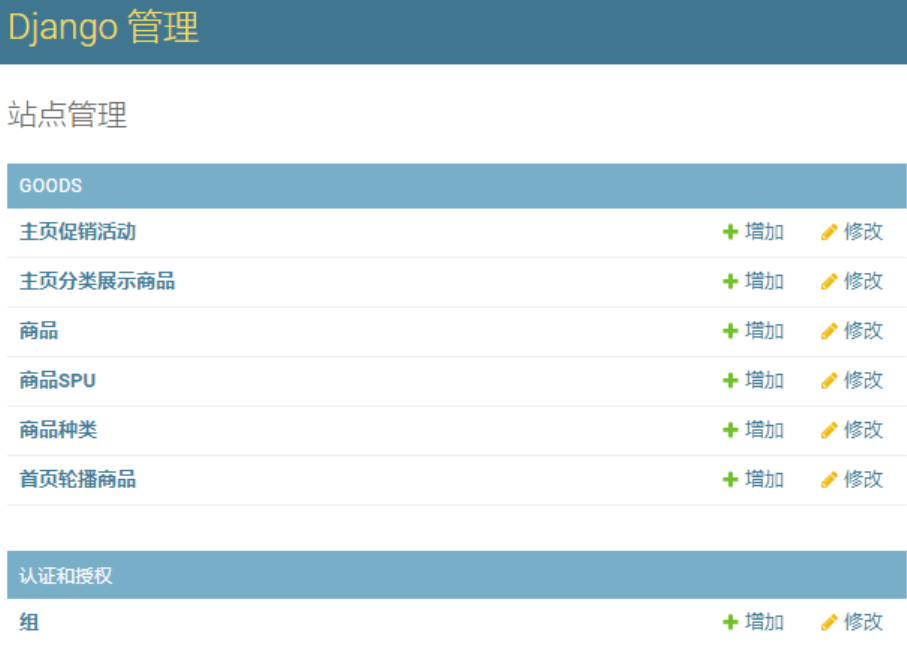 Django 管理
站点管理
GOODS
主页促销活动 增加 修改
主页分类展示商品 增加 修改
商品 增加 修改
商品SPU 增加 修改
商品种类 增加 修改
首页轮播商品 增加 修改
认证和授权
组 增加 修改